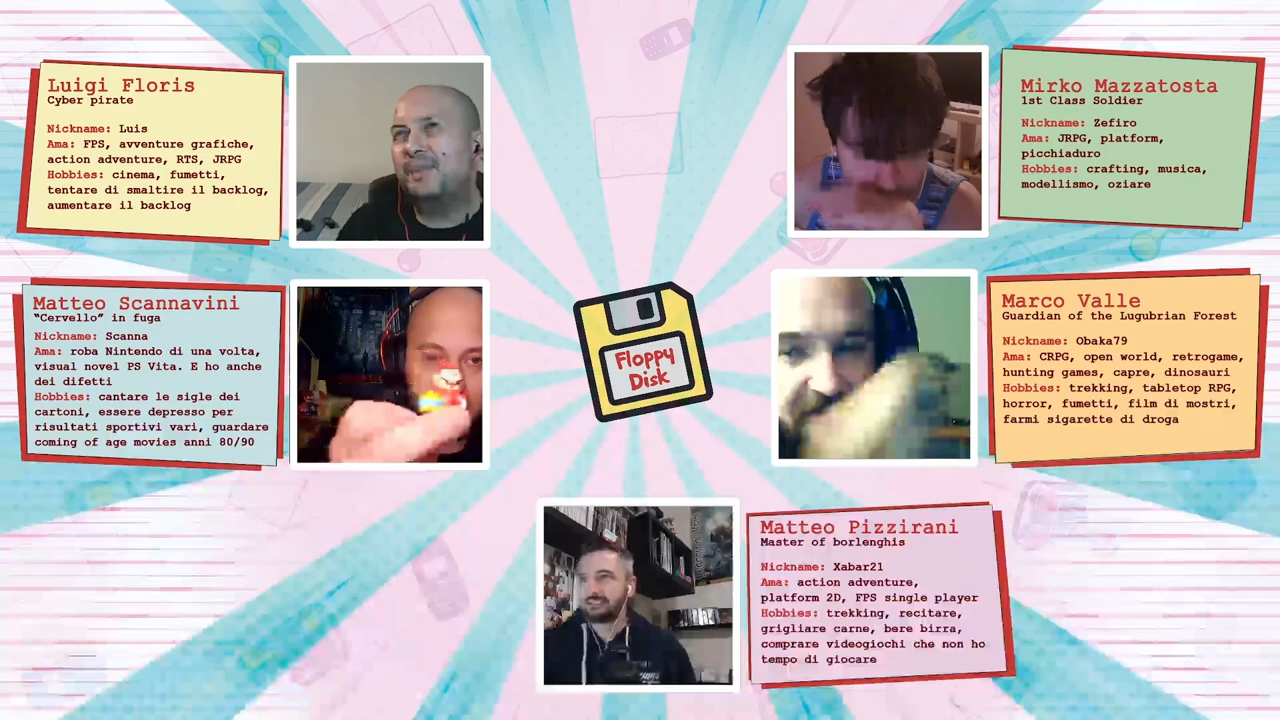 Luigi Floris
Cyber pirate
Nickname: Luis
Ama: FPS, avventure grafiche,
action adventure, RTS, JRPG
Hobbies: cinema, fumetti,
tentare di smaltire il backlog,
aumentare il backlog
Mirko Mazzatosta
1st Class Soldier
Nickname: Zefiro
Ama: JRPG, platform,
picchiaduro
Hobbies: crafting, musica,
modellismo, oziare
Matteo Scannavini
"Cervello" in fuga
Nickname: Scanna
Ama: roba Nintendo di una volta,
visual novel PS Vita. E ho anche
dei difetti
Hobbies: cantare le sigle dei
cartoni, essere depresso per
risultati sportivi vari, guardare
coming of age movies anni 80/90
Floppy
Disk
Marco Valle
Guardian of the Lugubrian Forest
Nickname: Obaka79
Ama: CRPG, open world, retrogame,
hunting games, capre, dinosauri
Hobbies: trekking, tabletop RPG,
horror, fumetti, film di mostri,
farmi sigarette di droga
Matteo Pizzirani
Master of borlenghis
Nickname: Xabar21
Ama: action adventure,
platform 2D, FPS single player
Hobbies: trekking, recitare,
grigliare carne, bere birra,
comprare videogiochi che non ho
tempo di giocare